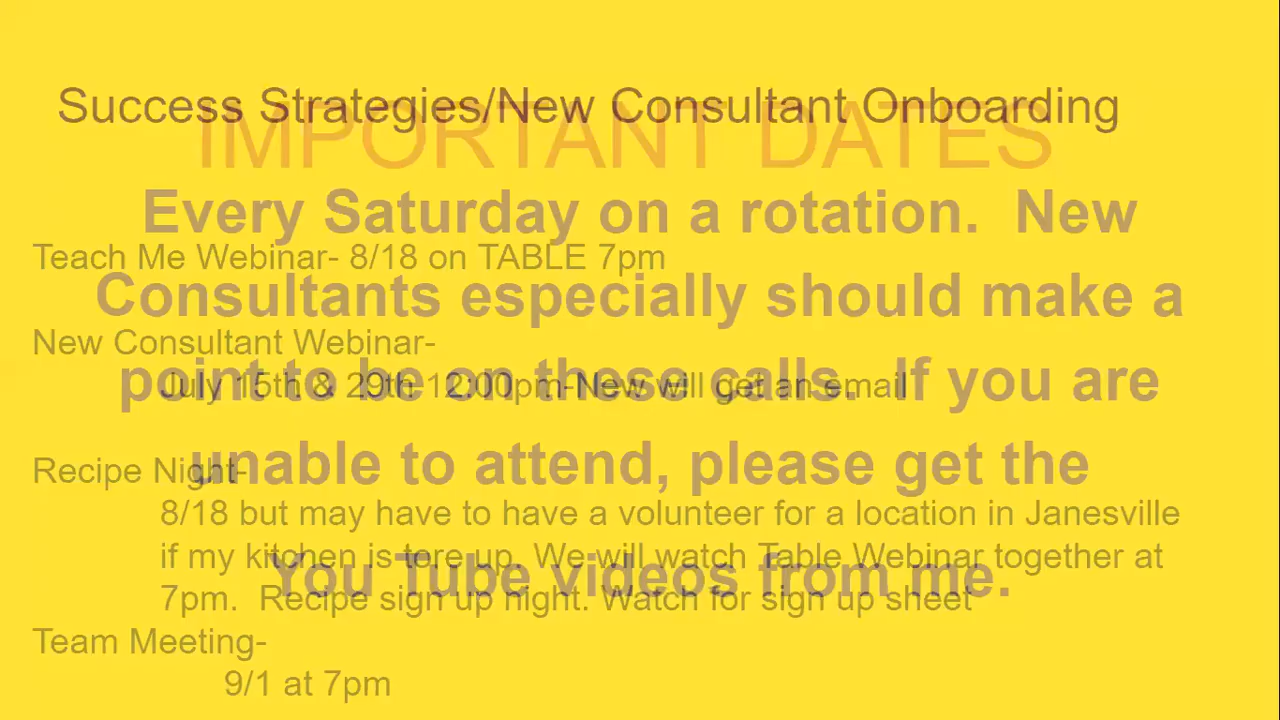 Success Strategies/New Consultant Onboarding
IMPORTANT DATES
Every Saturday on a rotation. New
Consultants especially should make a
point to be on these calls. If you are
unable to attend, please get the
You Tube videos from me.
Teach Me Webinar- 8/18 on TABLE 7pm
New Consultant Webinar-
July 15th & 29th-12:00pm-New will get an email
Recipe Night-
8/18 but may have to have a volunteer for a location in Janesville
if my kitchen is tore up. We will watch Table Webinar together at
7pm. Recipe sign up night. Watch for sign up sheet
Team Meeting-
9/1 at 7pm